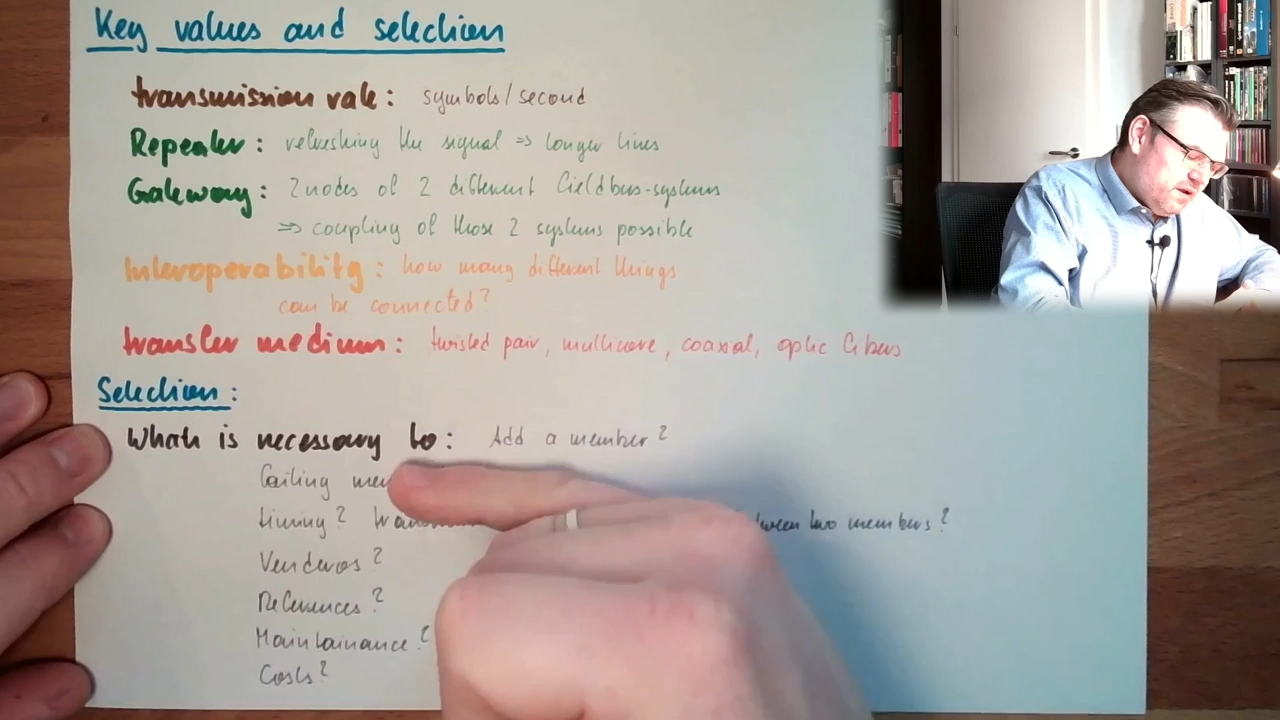 Key values and selection
transmission rate: symbols/second
Repeater: refreshing the signal => longer lines
Gateway: 2 nodes of 2 different fieldbus-systems
=> coupling of those 2 systems possible
Interoperability: how many different things
can be connected?
transfer medium: twisted pair, multicore, coaxial, optic fibers
Selection:
What is necessary to: Add a member?
failing
timing? between two members?
Vendors?
References?
Maintainance?
Costs?